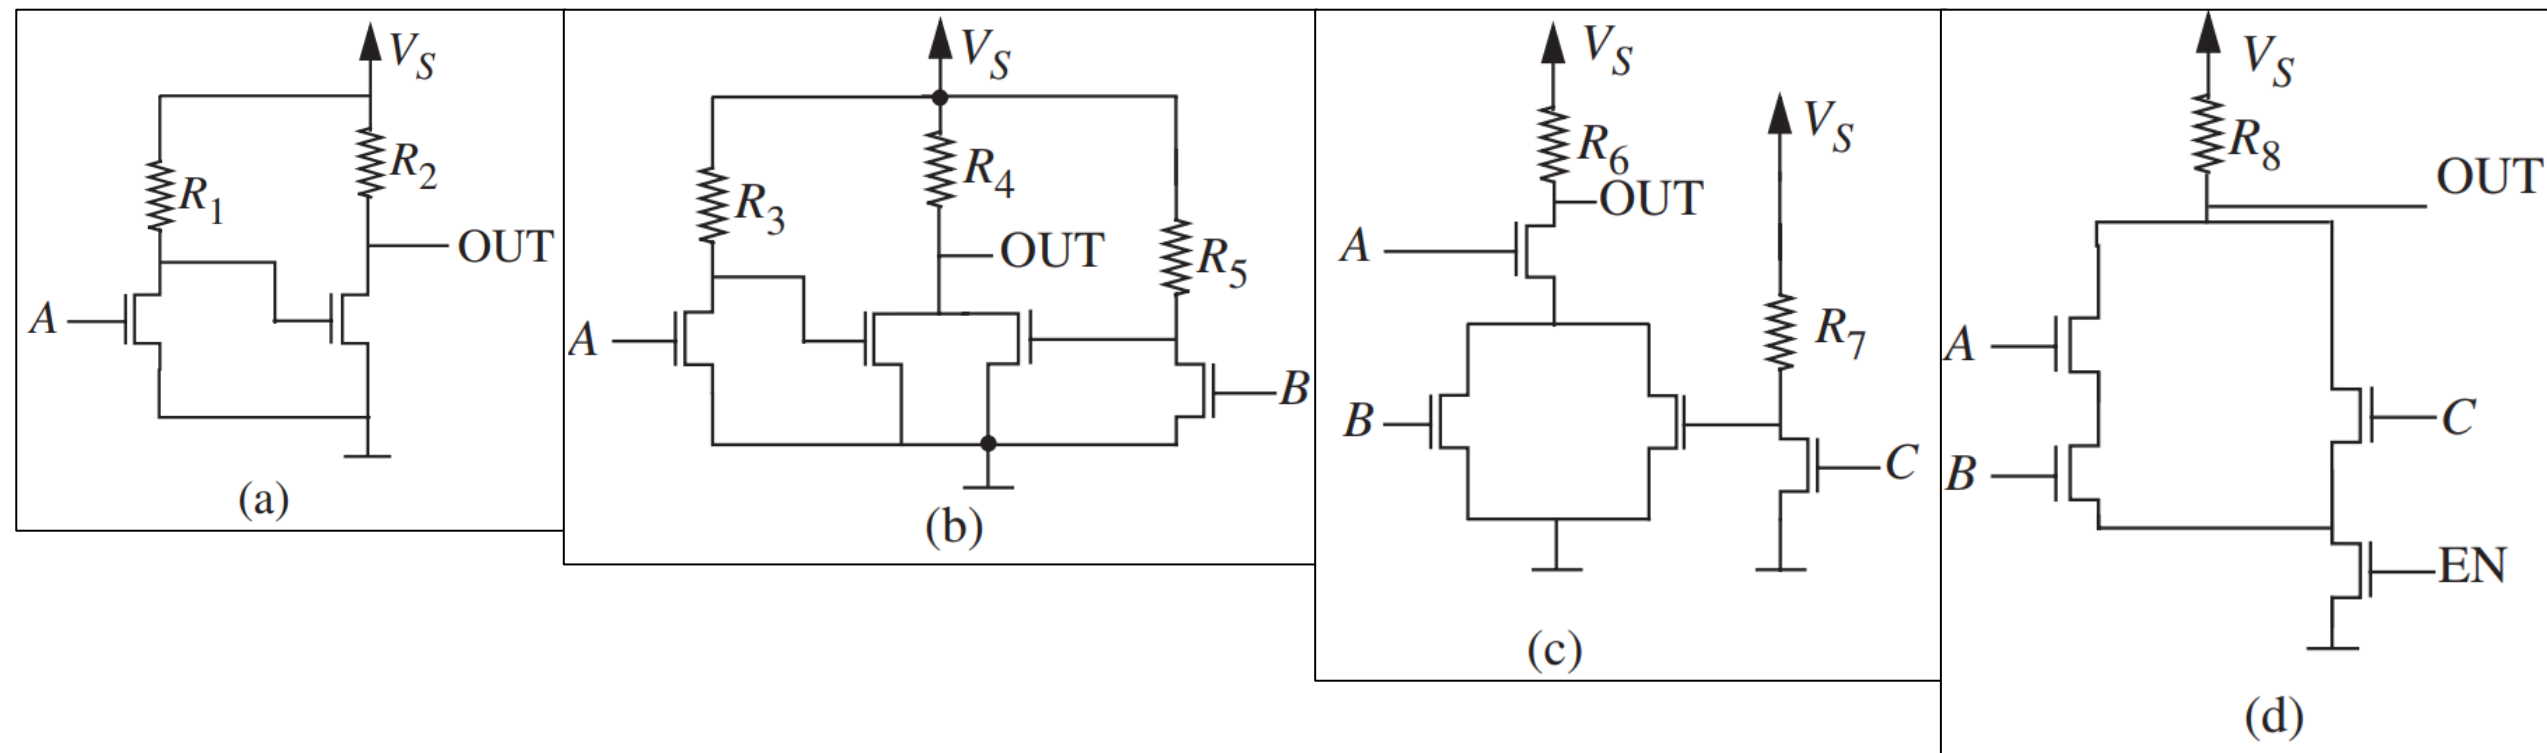 V_S
R_1
R_2
OUT
A
(a)
V_S
R_3
R_4
OUT
R_5
A
B
(b)
V_S
V_S
R_6
OUT
A
R_7
B
C
(c)
V_S
R_8
OUT
A
C
B
EN
(d)